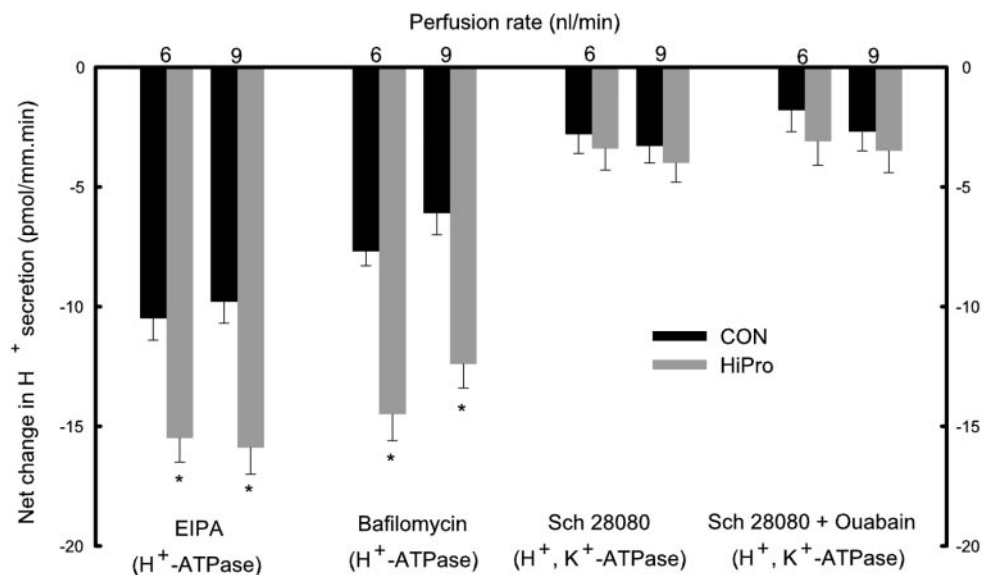 Perfusion rate (nl/min)
6 9 6 9 6 9 6 9
0 0
-5 -5
-10 -10
-15 -15
-20 -20
Net change in H+ secretion (pmol/mm.min)
CON
HiPro
* * * *
EIPA Bafilomycin Sch 28080 Sch 28080 + Ouabain
(H+-ATPase) (H+-ATPase) (H+, K+-ATPase) (H+, K+-ATPase)